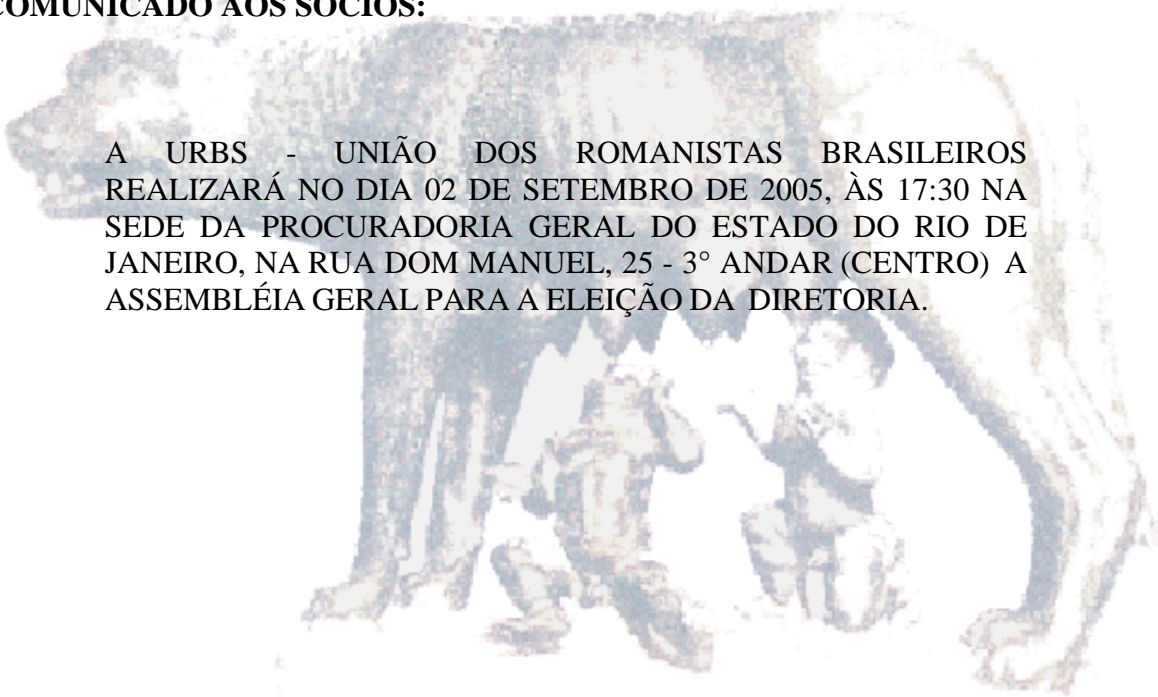 COMUNICADO AOS SÓCIOS:
A URBS - UNIÃO DOS ROMANISTAS BRASILEIROS
REALIZARÁ NO DIA 02 DE SETEMBRO DE 2005, ÀS 17:30 NA
SEDE DA PROCURADORIA GERAL DO ESTADO DO RIO DE
JANEIRO, NA RUA DOM MANUEL, 25 - 3° ANDAR (CENTRO) A
ASSEMBLÉIA GERAL PARA A ELEIÇÃO DA DIRETORIA.